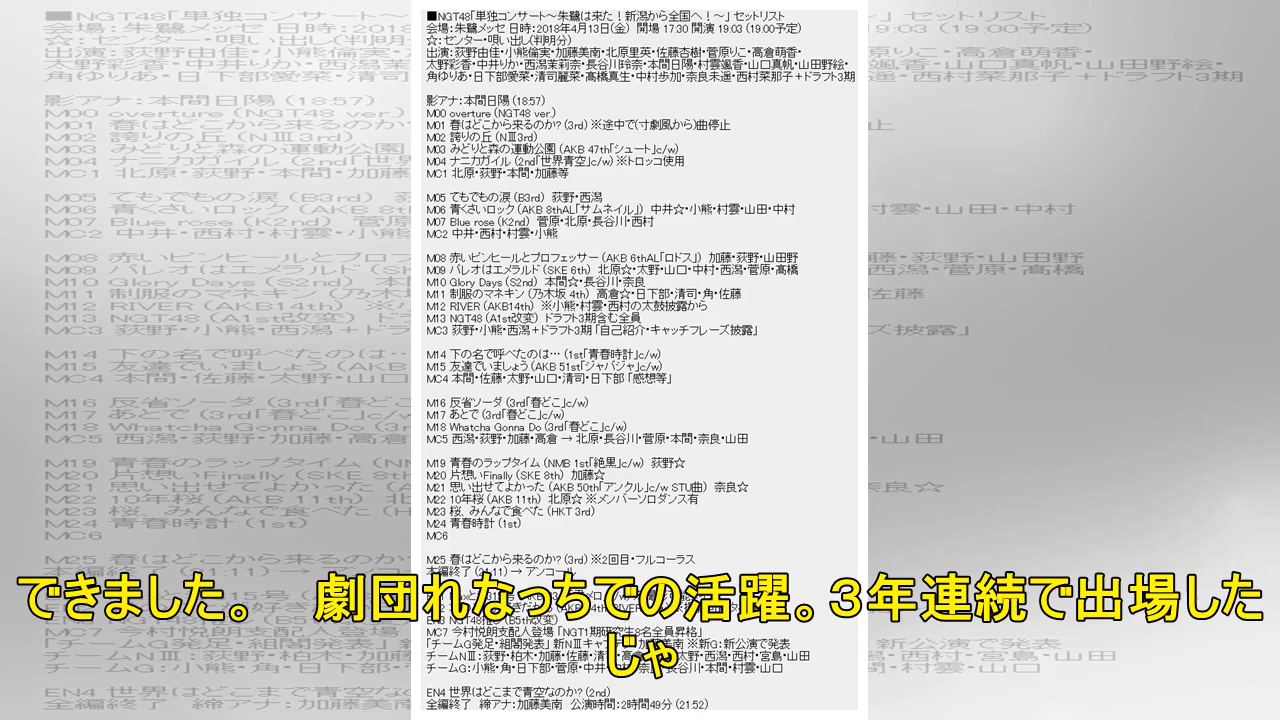 ■NGT48「単独コンサート～朱鷺は来た！新潟から全国へ！～」 セットリスト
会場：朱鷺メッセ 日時：2018年4月13日(金) 開場 17:30 開演 19:03 (19:00予定)
☆：センター・唄い出し(判明分)
出演：荻野由佳・小熊倫実・加藤美南・北原里英・佐藤杏樹・菅原りこ・高倉萌香・
太野彩香・中井りか・西潟茉莉奈・長谷川玲奈・本間日陽・村雲颯香・山口真帆・山田野絵・
角ゆりあ・日下部愛菜・清司麗菜・髙橋真生・中村歩加・奈良未遥・西村菜那子＋ドラフト3期
影アナ：本間日陽 (18:57)
M00 overture (NGT48 ver.)
M01 春はどこから来るのか？ (3rd) ※途中で(寸劇風から)曲停止
M02 誇りの丘 (NⅢ3rd)
M03 みどりと森の運動公園 (AKB 47th「シュート」c/w)
M04 ナニカガイル (2nd「世界青空」c/w) ※トロッコ使用
MC1 北原・荻野・本間・加藤等
M05 てもでもの涙 (B3rd) 荻野・西潟
M06 青くさいロック (AKB 8thAL「サムネイル」) 中井☆・小熊・村雲・山田・中村
M07 Blue rose (K2nd) 菅原・北原・長谷川・西村
MC2 中井・西村・村雲・小熊
M08 赤いピンヒールとプロフェッサー (AKB 6thAL「ロドス」) 加藤・荻野・山田野
M09 バレオはエメラルド (SKE 6th) 北原☆・太野・山口・中村・西潟・菅原・髙橋
M10 Glory Days (S2nd) 本間☆・長谷川・奈良
M11 制服のマネキン (乃木坂 4th) 高倉☆・日下部・清司・角・佐藤
M12 RIVER (AKB14th) ※小熊・村雲・西村の太鼓披露から
M13 NGT48 (A1st改変) ドラフト3期含む全員
MC3 荻野・小熊・西潟＋ドラフト3期 「自己紹介・キャッチフレーズ披露」
M14 下の名で呼べたのは… (1st「青春時計」c/w)
M15 友達でいましょう (AKB 51st「ジャバジャ」c/w)
MC4 本間・佐藤・太野・山口・清司・日下部 「感想等」
M16 反省ソーダ (3rd「春どこ」c/w)
M17 あとで (3rd「春どこ」c/w)
M18 Whatcha Gonna Do (3rd「春どこ」c/w)
MC5 西潟・荻野・加藤・高倉 → 北原・長谷川・菅原・本間・奈良・山田
M19 青春のラップタイム (NMB 1st「絶黒」c/w) 荻野☆
M20 片想いFinally (SKE 8th) 加藤☆
M21 思い出せてよかった (AKB 50th「アンクル」c/w STU曲) 奈良☆
M22 10年桜 (AKB 11th) 北原☆ ※メンバーソロダンス有
M23 桜、みんなで食べた (HKT 3rd)
M24 青春時計 (1st)
MC6
M25 春はどこから来るのか？ (3rd) ※2回目・フルコーラス
本編終了 (21:11) → アンコール
できました。 劇団れなっちでの活躍。３年連続で出場した
じゃ
MC7 今村悦朗支配人登場 「NGT1期研究生9名全員昇格」
EN4 世界はどこまで青空なのか？ (2nd)
全編終了 締アナ：加藤美南 公演時間：2時間49分 (21:52)